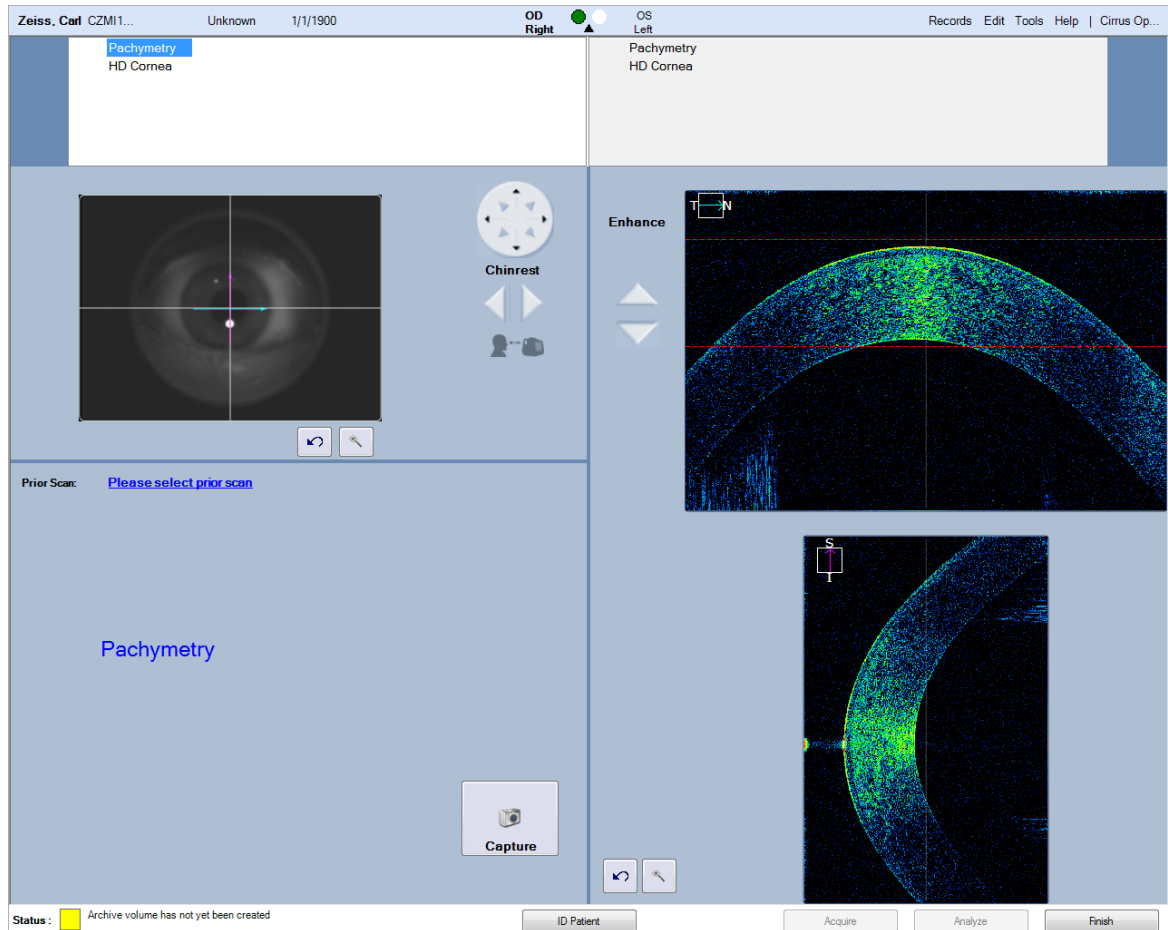 Zeiss, Carl CZMI1... Unknown 1/1/1900 OD Right OS Left Records Edit Tools Help | Cirrus Op...
Pachymetry
HD Cornea
Pachymetry
HD Cornea
Chinrest
Enhance
T N
Prior Scan: Please select prior scan
Pachymetry
Capture
S
I
Status : Archive volume has not yet been created
ID Patient Acquire Analyze Finish